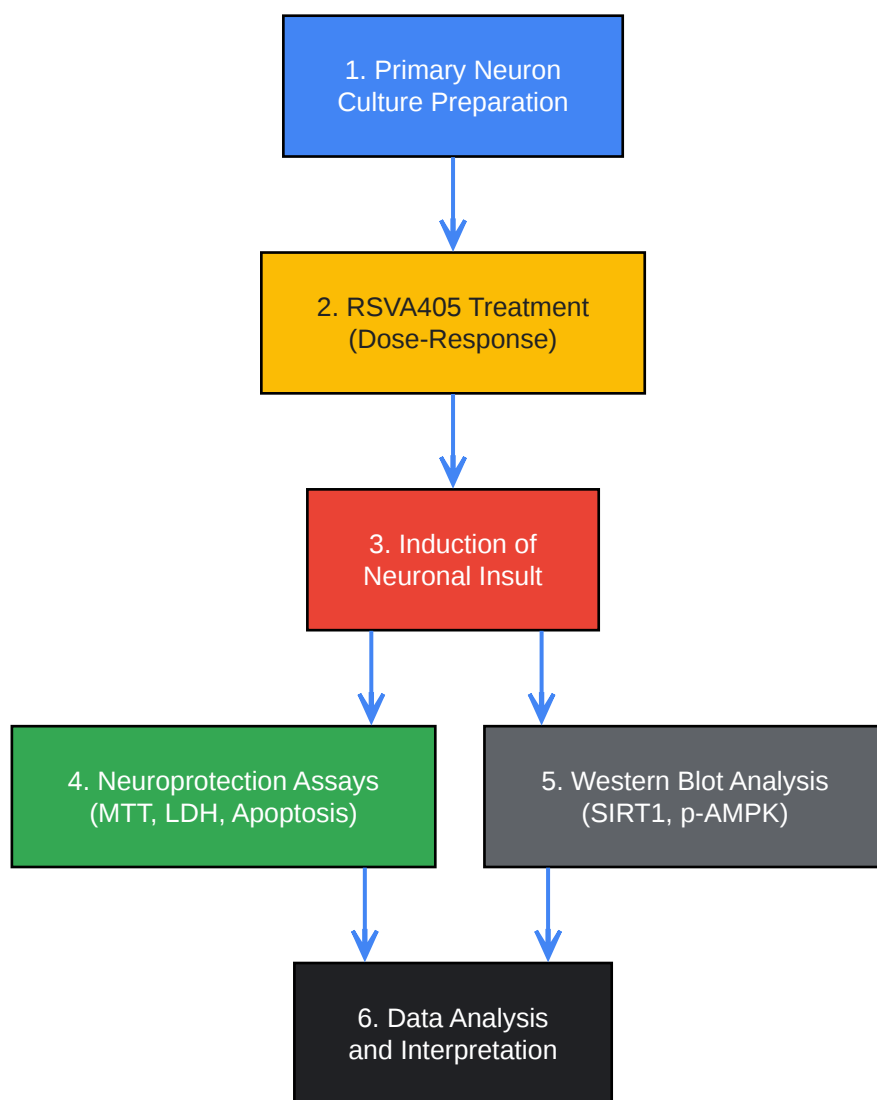 1. Primary Neuron
Culture Preparation
2. RSVA405 Treatment
(Dose-Response)
3. Induction of
Neuronal Insult
4. Neuroprotection Assays
(MTT, LDH, Apoptosis)
5. Western Blot Analysis
(SIRT1, p-AMPK)
6. Data Analysis
and Interpretation